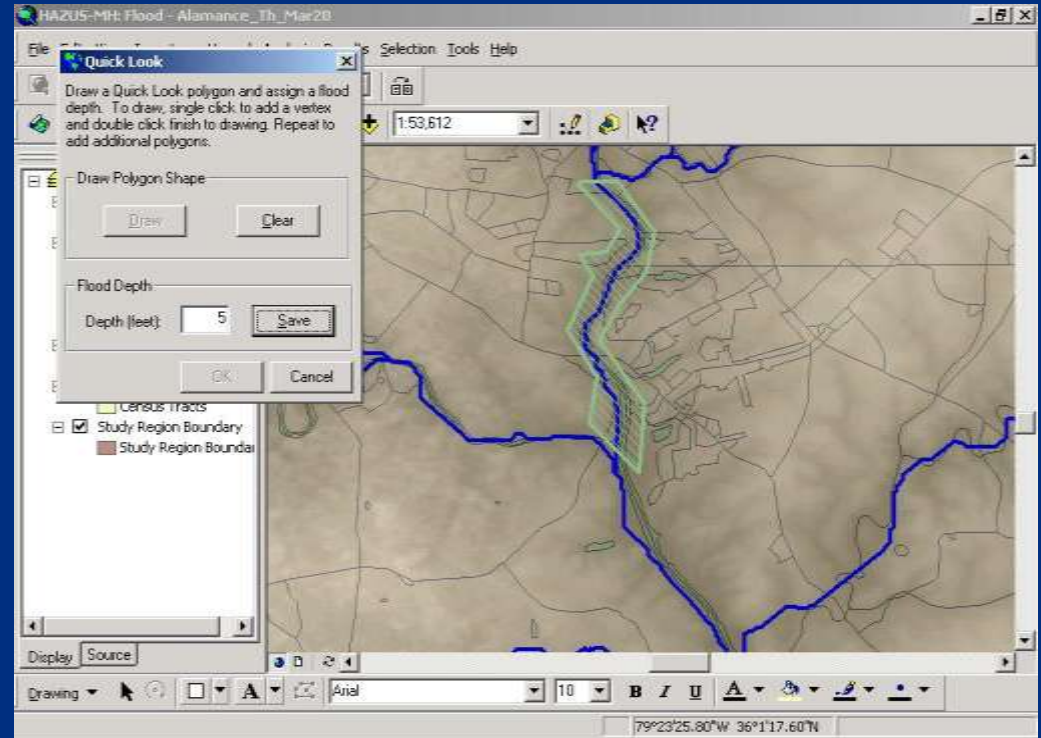 HAZUS-MH: Flood - Alamance_Th_Mar20
File Selection Tools Help
Quick Look
Draw a Quick Look polygon and assign a flood
depth. To draw, single click to add a vertex
and double click finish to drawing. Repeat to
add additional polygons.
Draw Polygon Shape
Draw
Clear
Flood Depth
Depth (feet): 5 Save
OK Cancel
1:53,612
Census Tracts
Study Region Boundary
Study Region Boundar
Display Source
Drawing A Arial 10 B I U A
79°23'25.80"W 36°1'17.60"N